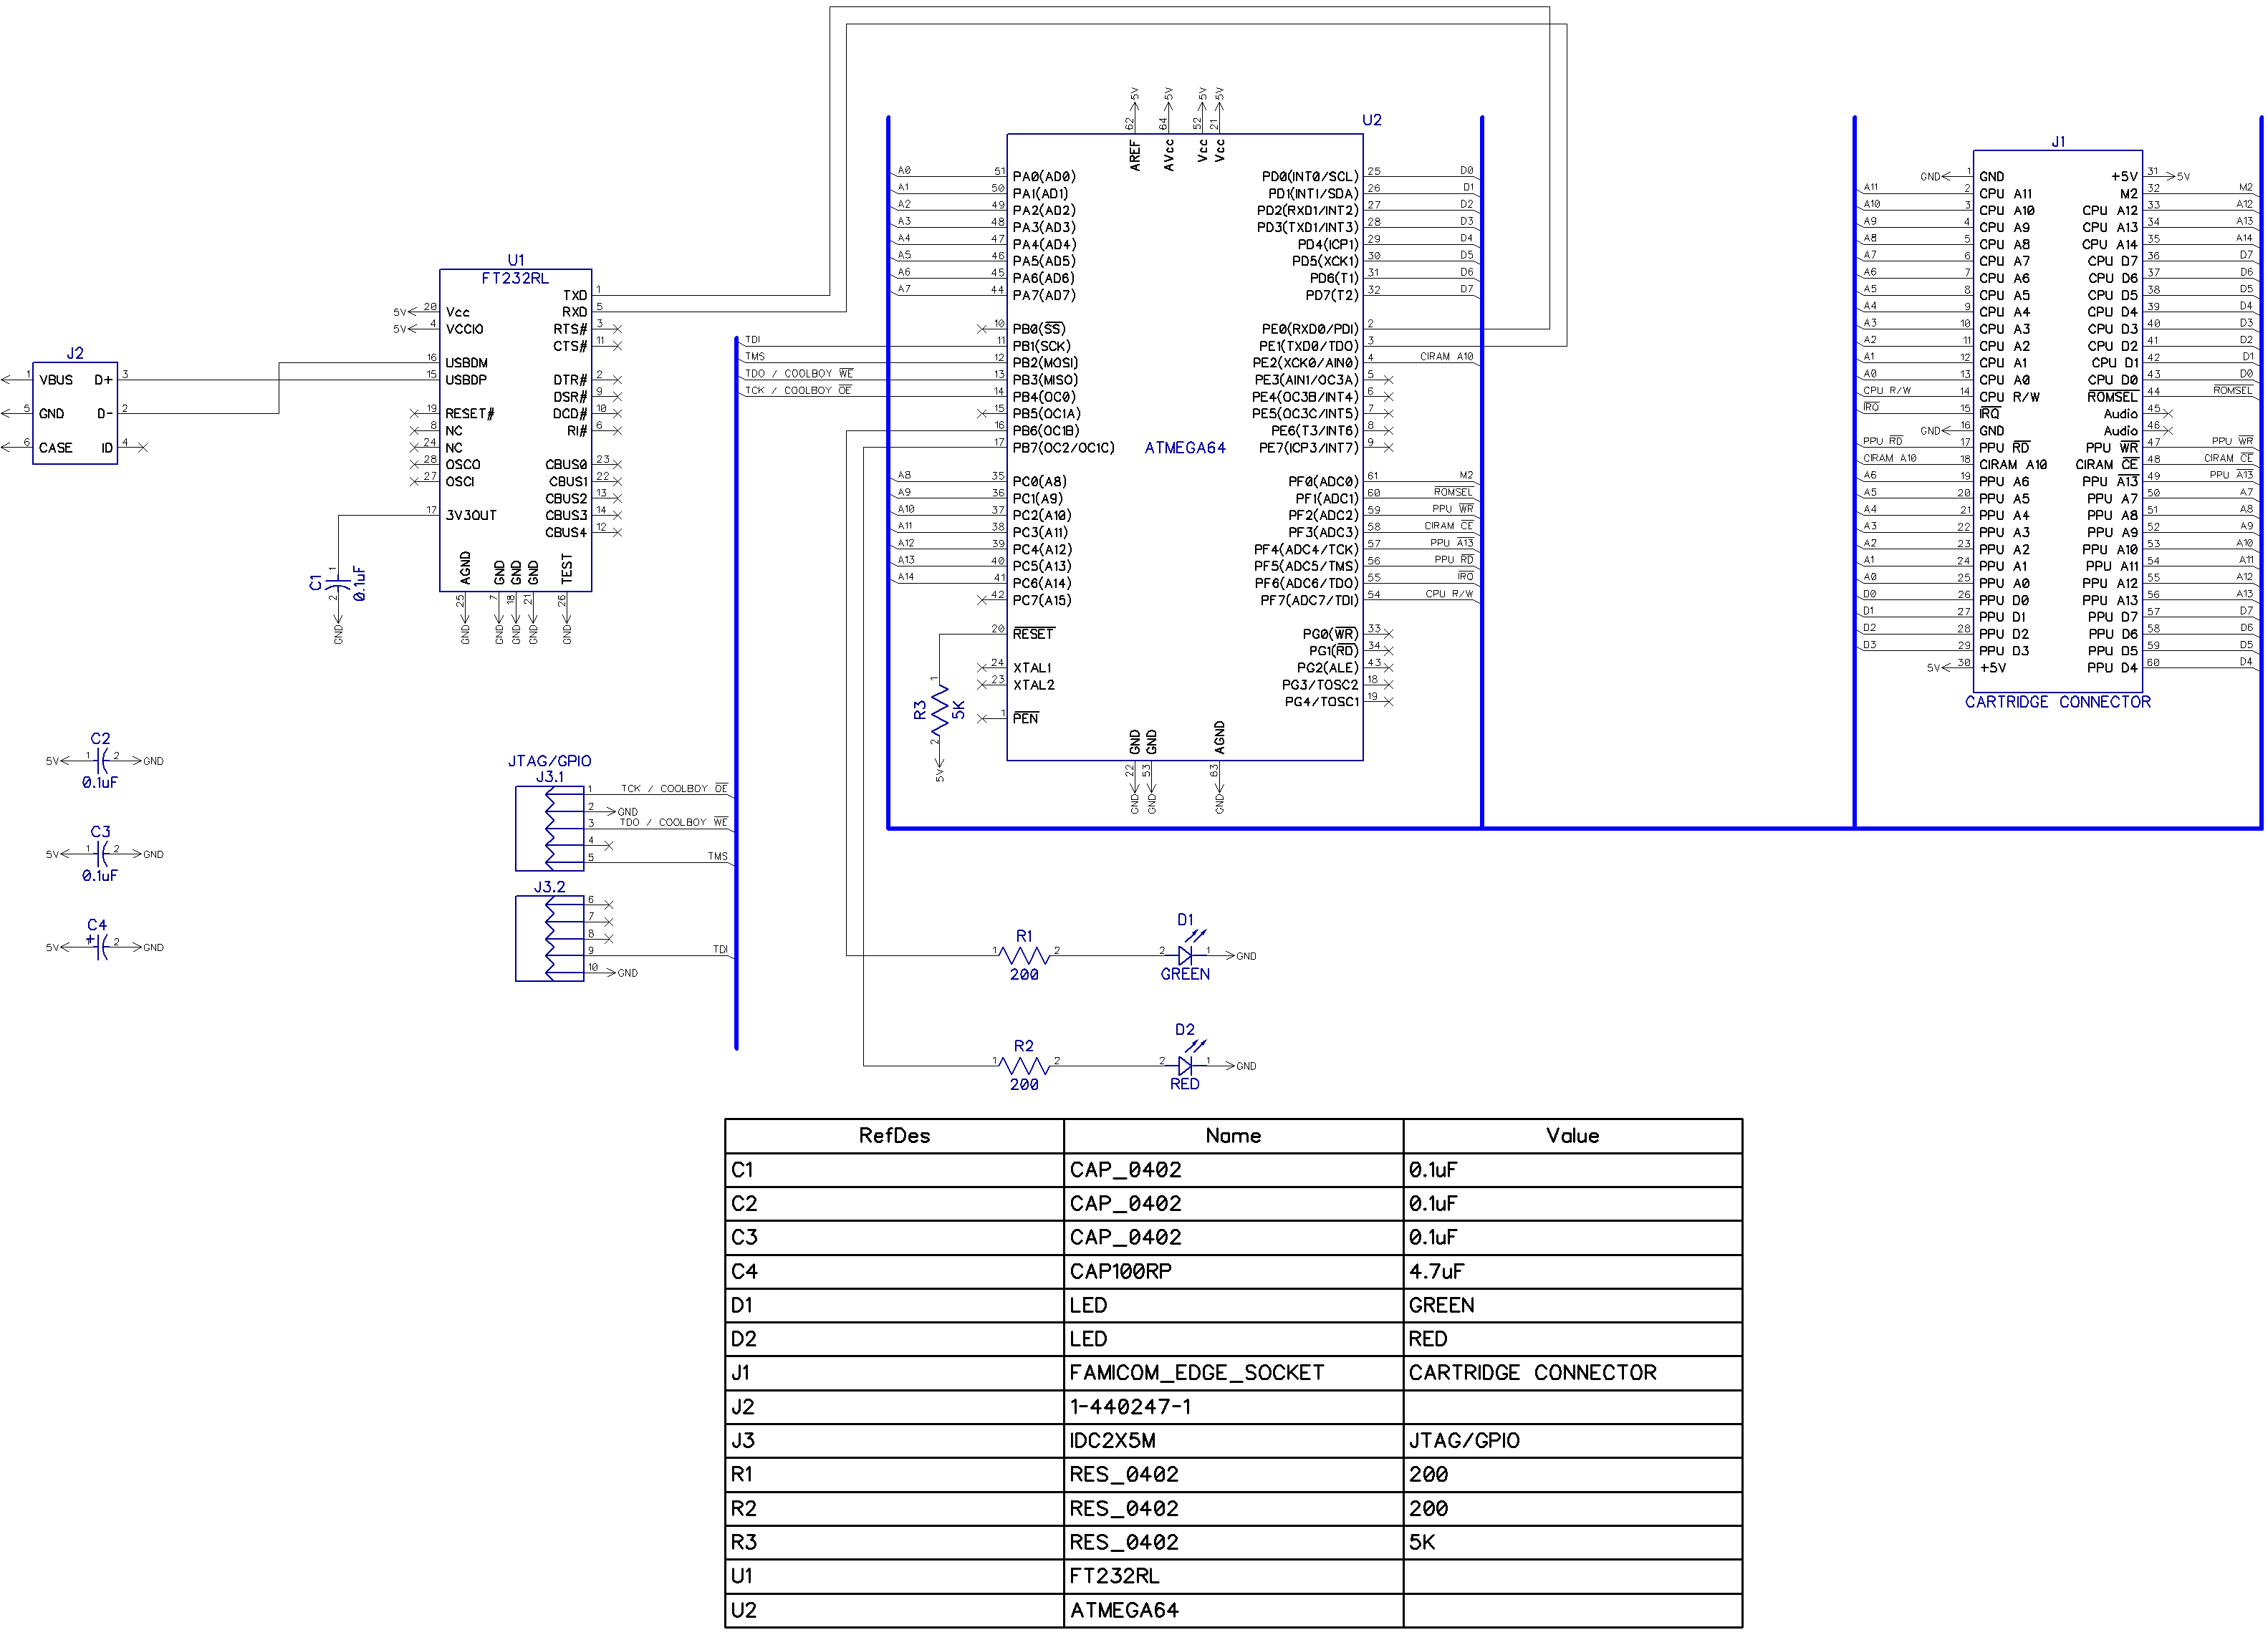 J2
1 VBUS D+ 3
5 GND D- 2
6 CASE ID 4
U1
FT232RL
TXD 1
RXD 5
5V 20 Vcc RTS# 3
5V 4 VCCIO CTS# 11
16 USBDM
15 USBDP DTR# 2
DSR# 9
19 RESET# DCD# 10
8 NC RI# 6
24 NC
28 OSCO CBUS0 23
27 OSCI CBUS1 22
CBUS2 13
17 3V3OUT CBUS3 14
CBUS4 12
AGND GND GND GND TEST
25 7 18 21 26
GND GND GND GND GND
C1 1 2 0.1uF
GND
C2
5V 1 2 GND
0.1uF
C3
5V 1 2 GND
0.1uF
C4
5V + 2 GND
JTAG/GPIO
J3.1
1 TCK / COOLBOY OE
2 GND
3 TDO / COOLBOY WE
4
5 TMS
J3.2
6
7
8
9 TDI
10 GND
U2
5V 5V 5V 5V
62 64 52 21
AREF AVcc Vcc Vcc
A0 51 PA0(AD0) PD0(INT0/SCL) 25 D0
A1 50 PA1(AD1) PD1(INT1/SDA) 26 D1
A2 49 PA2(AD2) PD2(RXD1/INT2) 27 D2
A3 48 PA3(AD3) PD3(TXD1/INT3) 28 D3
A4 47 PA4(AD4) PD4(ICP1) 29 D4
A5 46 PA5(AD5) PD5(XCK1) 30 D5
A6 45 PA6(AD6) PD6(T1) 31 D6
A7 44 PA7(AD7) PD7(T2) 32 D7
10 PB0(SS) PE0(RXD0/PDI) 2
TDI 11 PB1(SCK) PE1(TXD0/TDO) 3
TMS 12 PB2(MOSI) PE2(XCK0/AIN0) 4 CIRAM A10
TDO / COOLBOY WE 13 PB3(MISO) PE3(AIN1/OC3A) 5
TCK / COOLBOY OE 14 PB4(OC0) PE4(OC3B/INT4) 6
15 PB5(OC1A) PE5(OC3C/INT5) 7
16 PB6(OC1B) PE6(T3/INT6) 8
17 PB7(OC2/OC1C) ATMEGA64 PE7(ICP3/INT7) 9
A8 35 PC0(A8) PF0(ADC0) 61 M2
A9 36 PC1(A9) PF1(ADC1) 60 ROMSEL
A10 37 PC2(A10) PF2(ADC2) 59 PPU WR
A11 38 PC3(A11) PF3(ADC3) 58 CIRAM CE
A12 39 PC4(A12) PF4(ADC4/TCK) 57 PPU A13
A13 40 PC5(A13) PF5(ADC5/TMS) 56 PPU RD
A14 41 PC6(A14) PF6(ADC6/TDO) 55 IRQ
42 PC7(A15) PF7(ADC7/TDI) 54 CPU R/W
20 RESET PG0(WR) 33
PG1(RD) 34
24 XTAL1 PG2(ALE) 43
23 XTAL2 PG3/TOSC2 18
PG4/TOSC1 19
1 PEN
R3 1 2 5K
5V
GND GND AGND
22 53 63
GND GND GND
R1
1 2
200
D1
2 1 GND
GREEN
R2
1 2
200
D2
2 1 GND
RED
J1
GND 1 GND +5V 31 5V
A11 2 CPU A11 M2 32 M2
A10 3 CPU A10 CPU A12 33 A12
A9 4 CPU A9 CPU A13 34 A13
A8 5 CPU A8 CPU A14 35 A14
A7 6 CPU A7 CPU D7 36 D7
A6 7 CPU A6 CPU D6 37 D6
A5 8 CPU A5 CPU D5 38 D5
A4 9 CPU A4 CPU D4 39 D4
A3 10 CPU A3 CPU D3 40 D3
A2 11 CPU A2 CPU D2 41 D2
A1 12 CPU A1 CPU D1 42 D1
A0 13 CPU A0 CPU D0 43 D0
CPU R/W 14 CPU R/W ROMSEL 44 ROMSEL
IRQ 15 IRQ Audio 45
GND 16 GND Audio 46
PPU RD 17 PPU RD PPU WR 47 PPU WR
CIRAM A10 18 CIRAM A10 CIRAM CE 48 CIRAM CE
A6 19 PPU A6 PPU A13 49 PPU A13
A5 20 PPU A5 PPU A7 50 A7
A4 21 PPU A4 PPU A8 51 A8
A3 22 PPU A3 PPU A9 52 A9
A2 23 PPU A2 PPU A10 53 A10
A1 24 PPU A1 PPU A11 54 A11
A0 25 PPU A0 PPU A12 55 A12
D0 26 PPU D0 PPU A13 56 A13
D1 27 PPU D1 PPU D7 57 D7
D2 28 PPU D2 PPU D6 58 D6
D3 29 PPU D3 PPU D5 59 D5
5V 30 +5V PPU D4 60 D4
CARTRIDGE CONNECTOR
RefDes Name Value
C1 CAP_0402 0.1uF
C2 CAP_0402 0.1uF
C3 CAP_0402 0.1uF
C4 CAP100RP 4.7uF
D1 LED GREEN
D2 LED RED
J1 FAMICOM_EDGE_SOCKET CARTRIDGE CONNECTOR
J2 1-440247-1
J3 IDC2X5M JTAG/GPIO
R1 RES_0402 200
R2 RES_0402 200
R3 RES_0402 5K
U1 FT232RL
U2 ATMEGA64